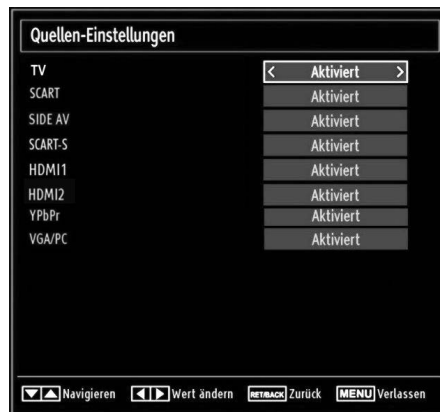 Quellen-Einstellungen
TV < Aktiviert >
SCART Aktiviert
SIDE AV Aktiviert
SCART-S Aktiviert
HDMI1 Aktiviert
HDMI2 Aktiviert
YPbPr Aktiviert
VGA/PC Aktiviert
Navigieren Wert ändern RET/BACK Zurück MENU Verlassen